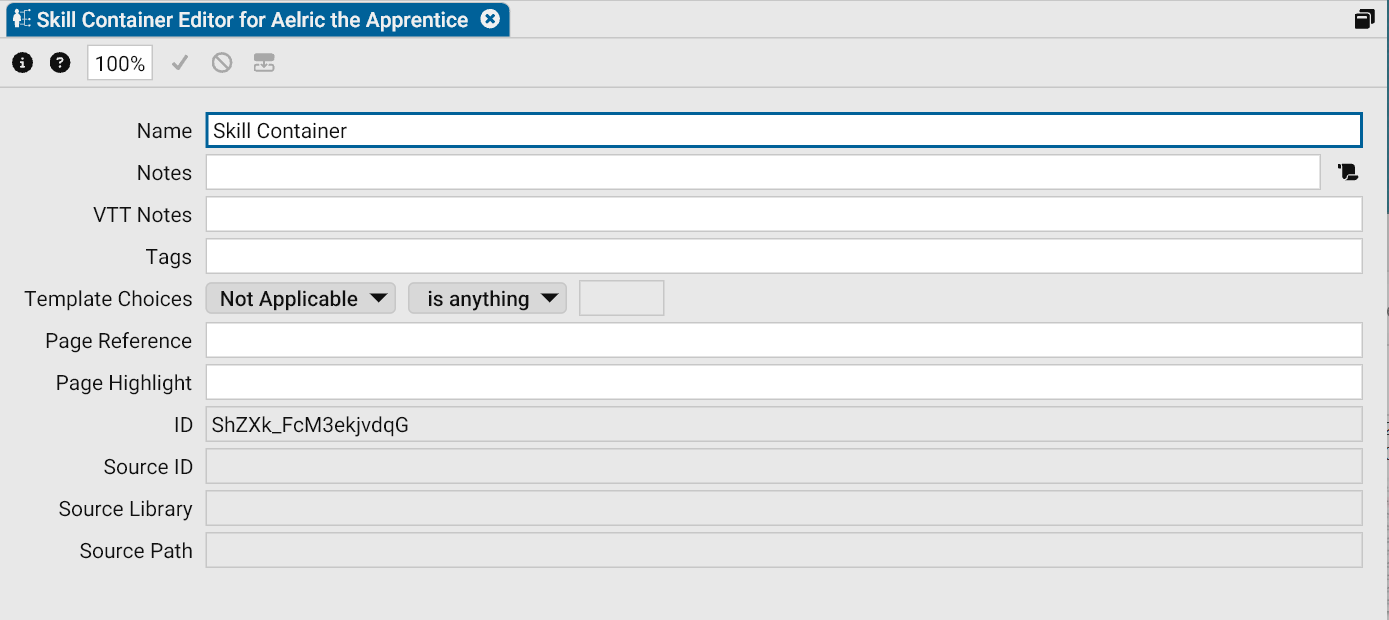 Skill Container Editor for Aelric the Apprentice
100%
Name Skill Container
Notes
VTT Notes
Tags
Template Choices Not Applicable is anything
Page Reference
Page Highlight
ID ShZXk_FcM3ekjvdqG
Source ID
Source Library
Source Path